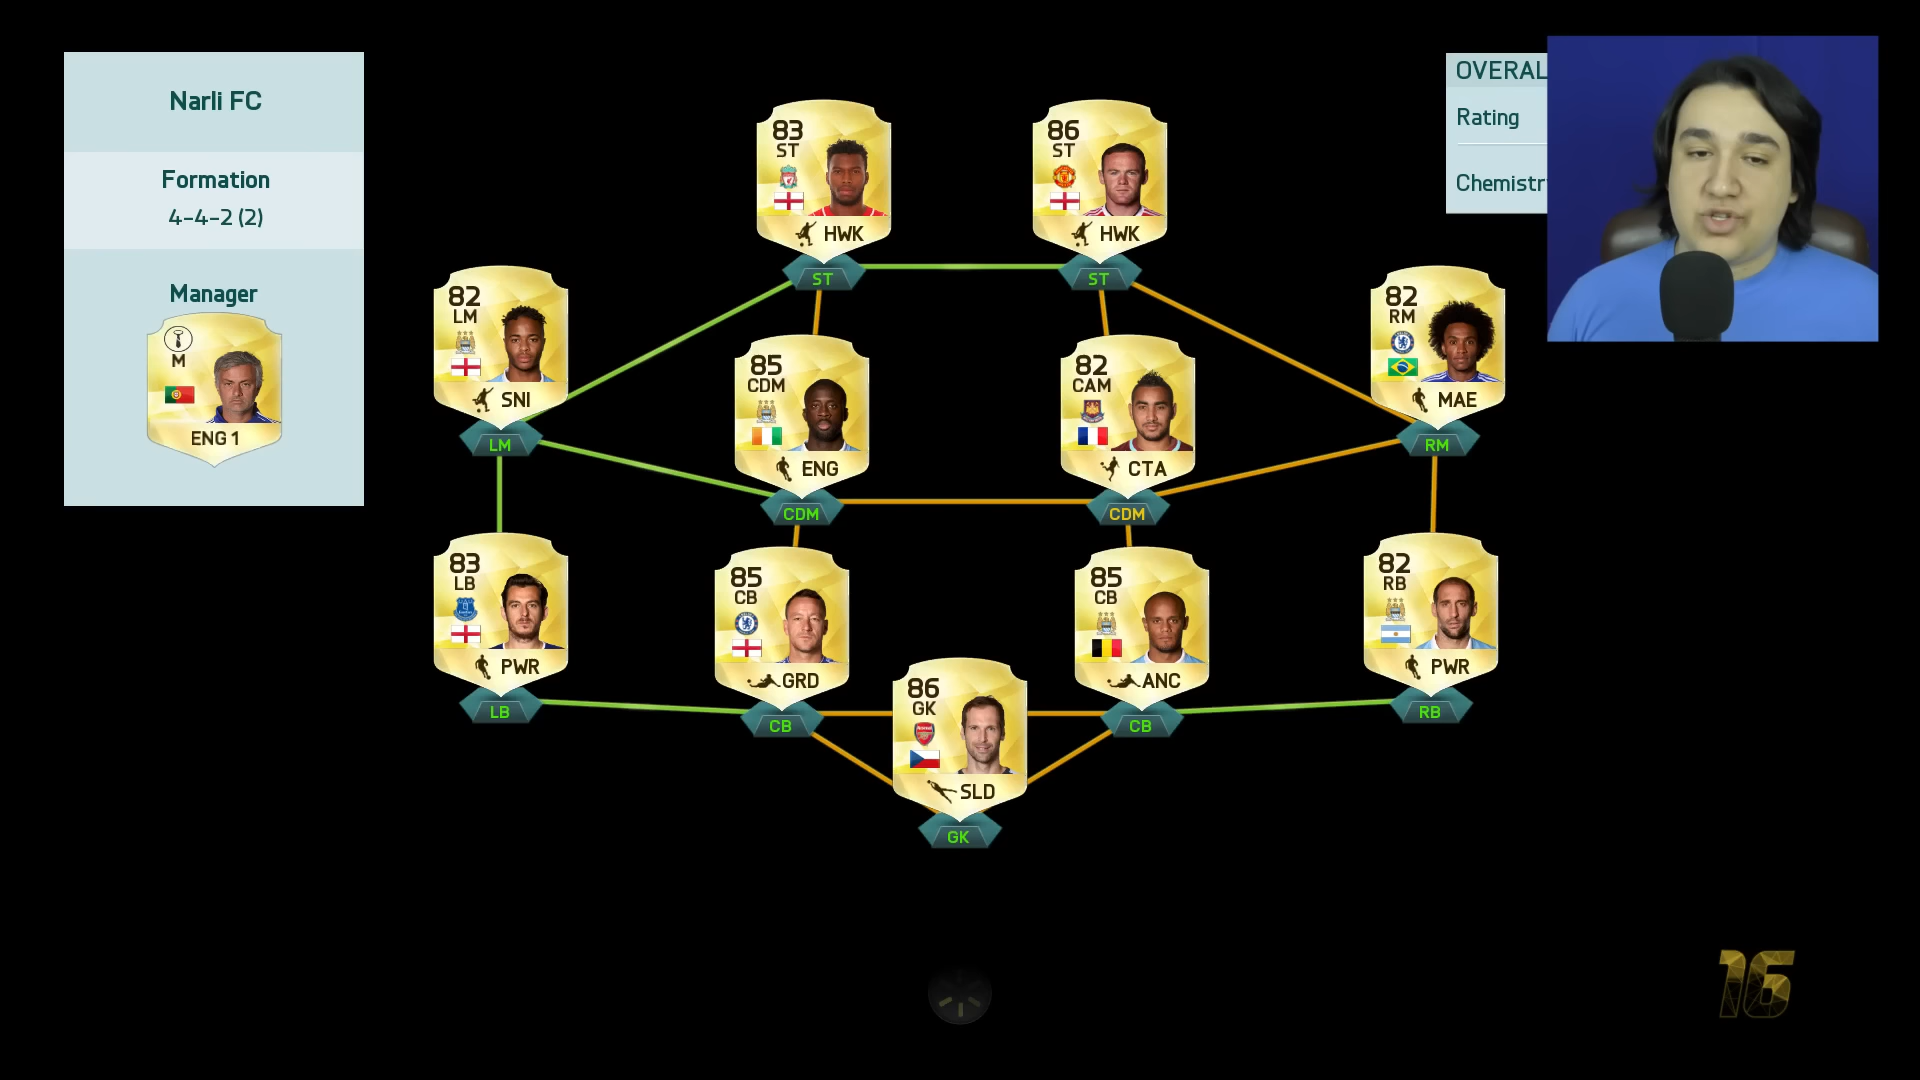 Narli FC
Formation
4-4-2 (2)
Manager
M
ENG 1
OVERAL
Rating
Chemistr
83
ST
HWK
ST
86
ST
HWK
ST
82
LM
SNI
LM
85
CDM
ENG
CDM
82
CAM
CTA
CDM
82
RM
MAE
RM
83
LB
PWR
LB
85
CB
GRD
CB
85
CB
ANC
CB
82
RB
PWR
RB
86
GK
SLD
GK
16